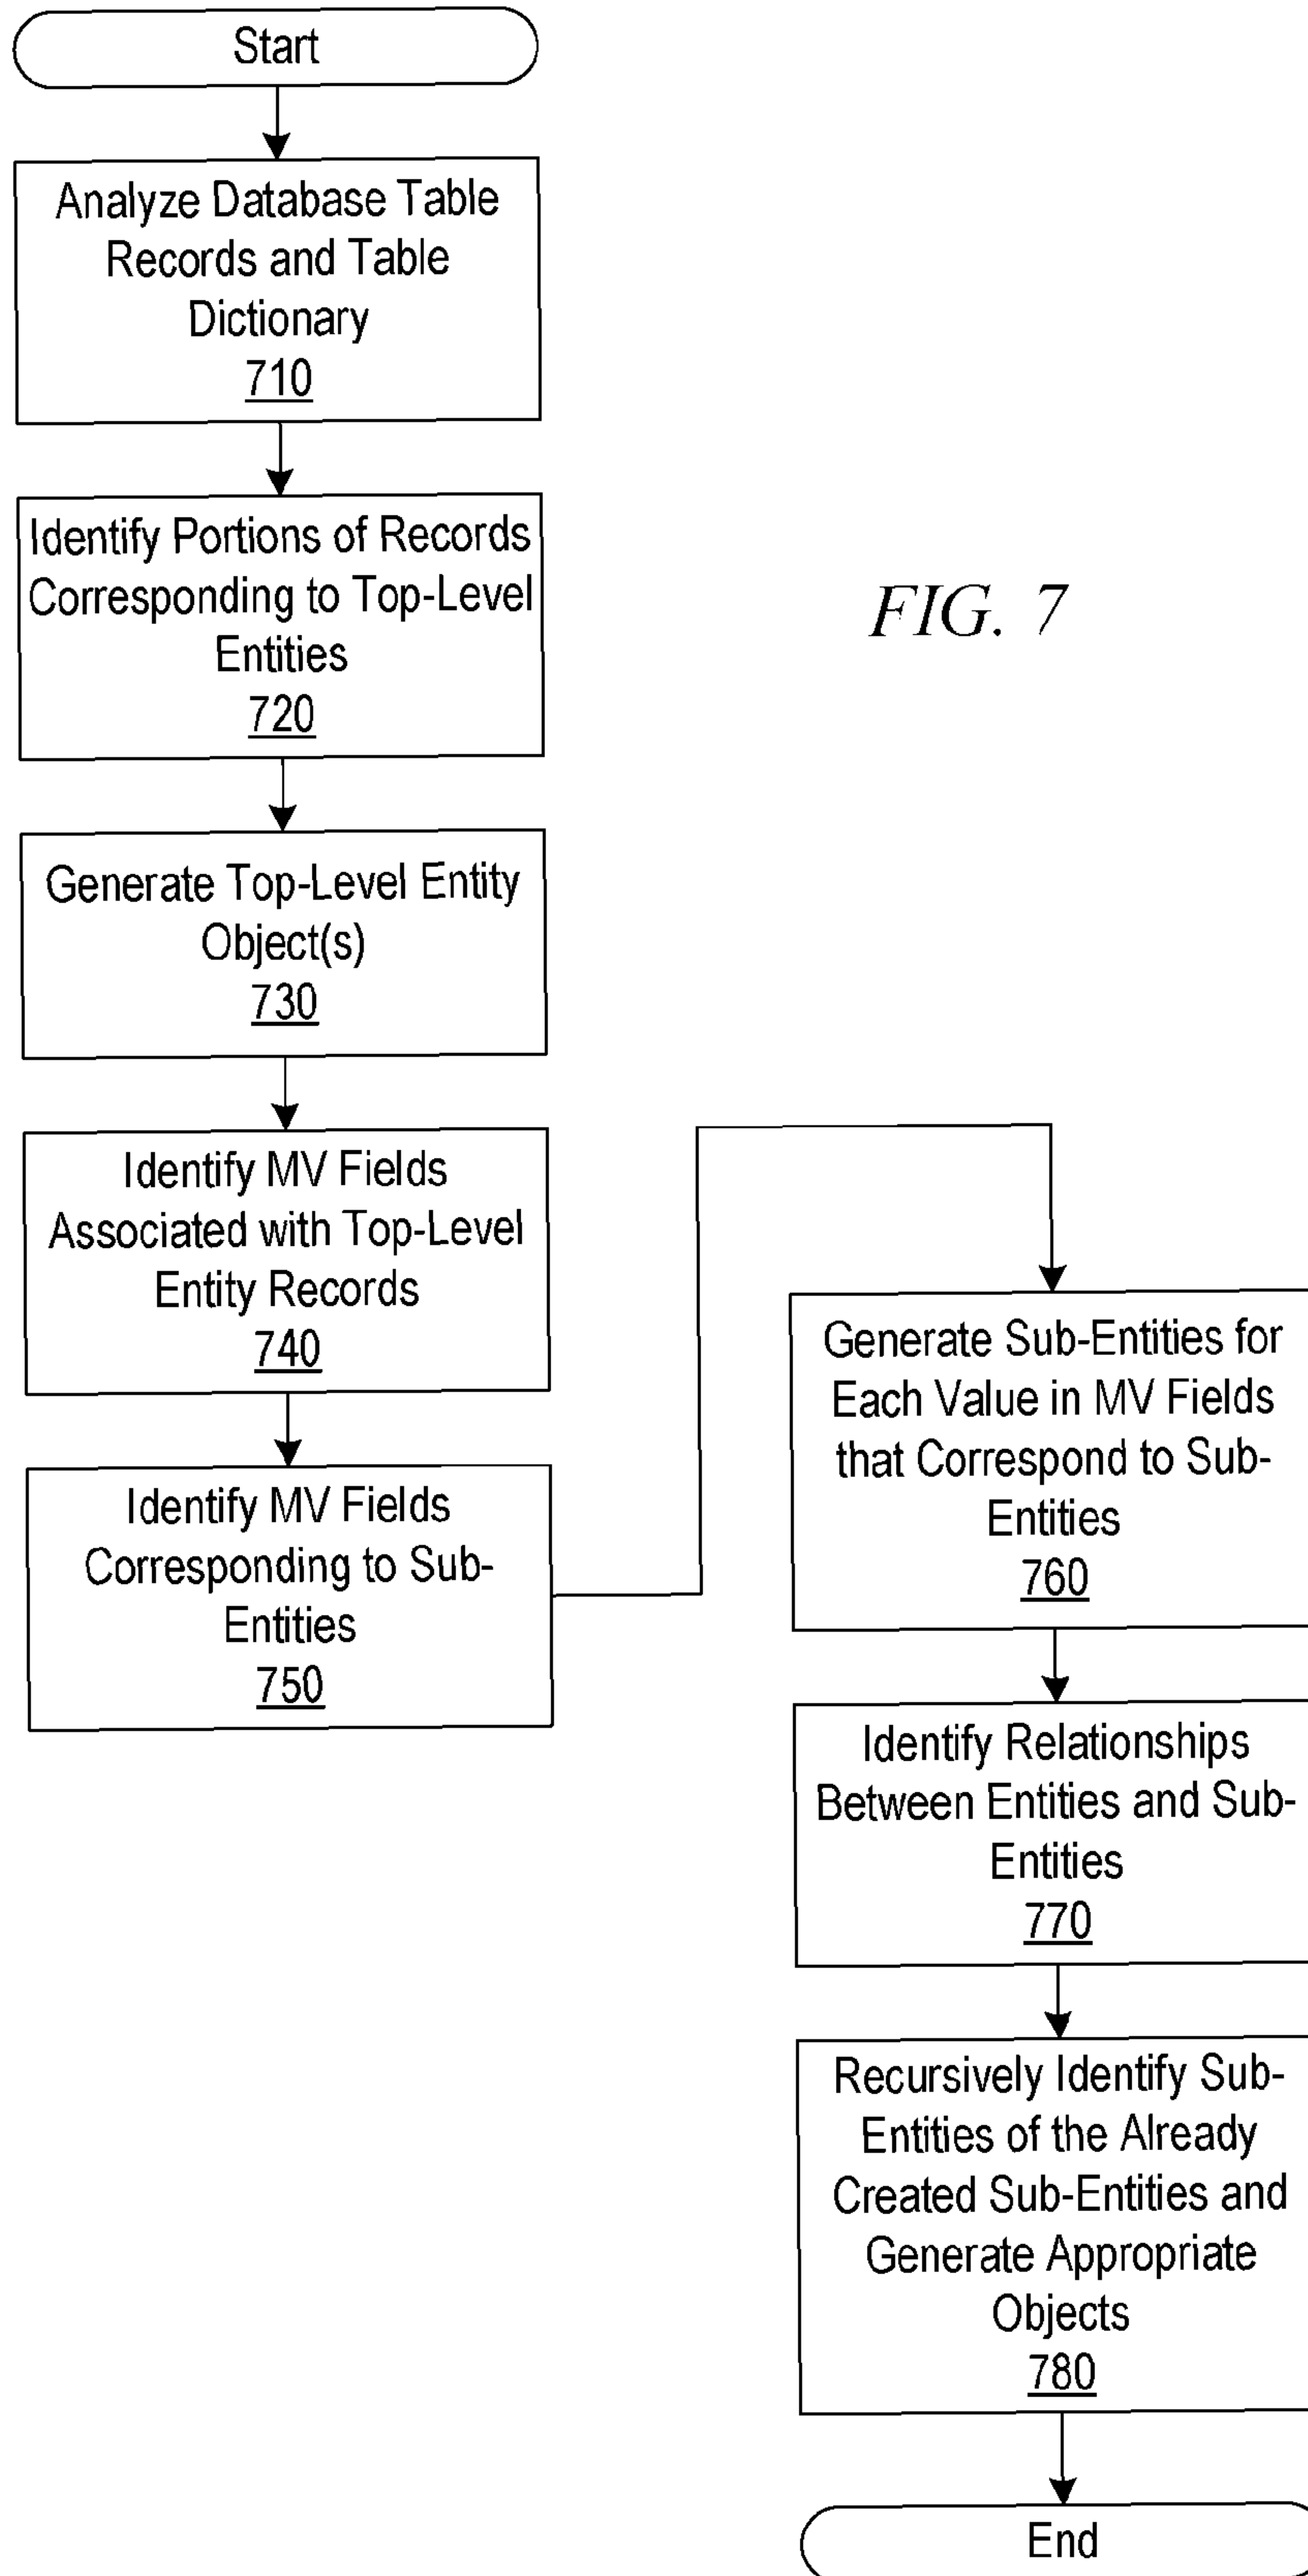 Start
Analyze Database Table
Records and Table
Dictionary
710
Identify Portions of Records
Corresponding to Top-Level
Entities
720
Generate Top-Level Entity
Object(s)
730
Identify MV Fields
Associated with Top-Level
Entity Records
740
Identify MV Fields
Corresponding to Sub-
Entities
750
FIG. 7
Generate Sub-Entities for
Each Value in MV Fields
that Correspond to Sub-
Entities
760
Identify Relationships
Between Entities and Sub-
Entities
770
Recursively Identify Sub-
Entities of the Already
Created Sub-Entities and
Generate Appropriate
Objects
780
End